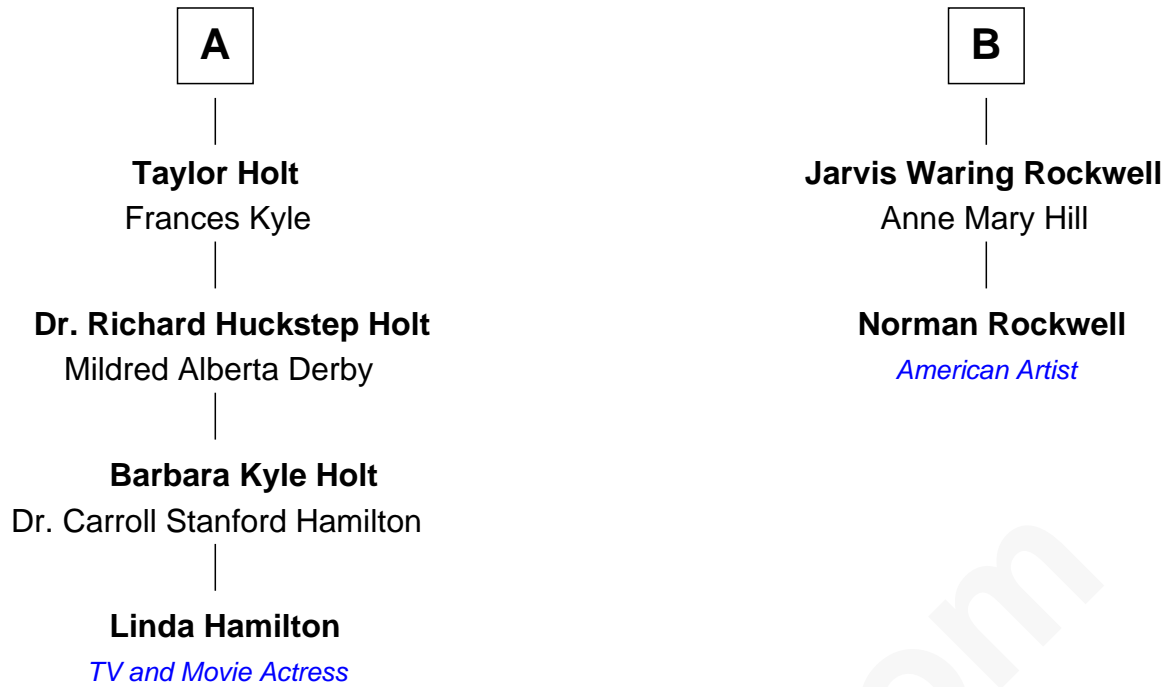 A
B
Taylor Holt
Frances Kyle
Jarvis Waring Rockwell
Anne Mary Hill
Dr. Richard Huckstep Holt
Mildred Alberta Derby
Norman Rockwell
American Artist
Barbara Kyle Holt
Dr. Carroll Stanford Hamilton
Linda Hamilton
TV and Movie Actress
om